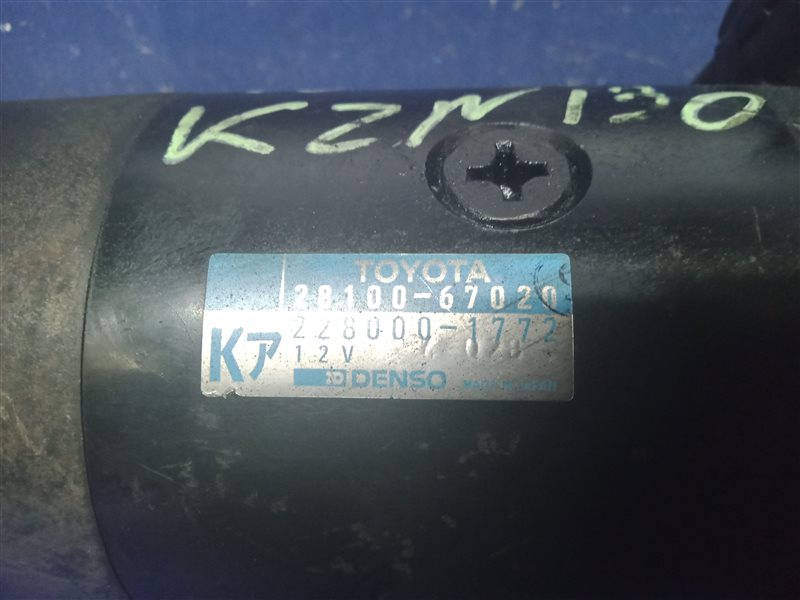 KZN130
TOYOTA
28100-67020
228000-1772
Kア
12V
DENSO MADE IN JAPAN